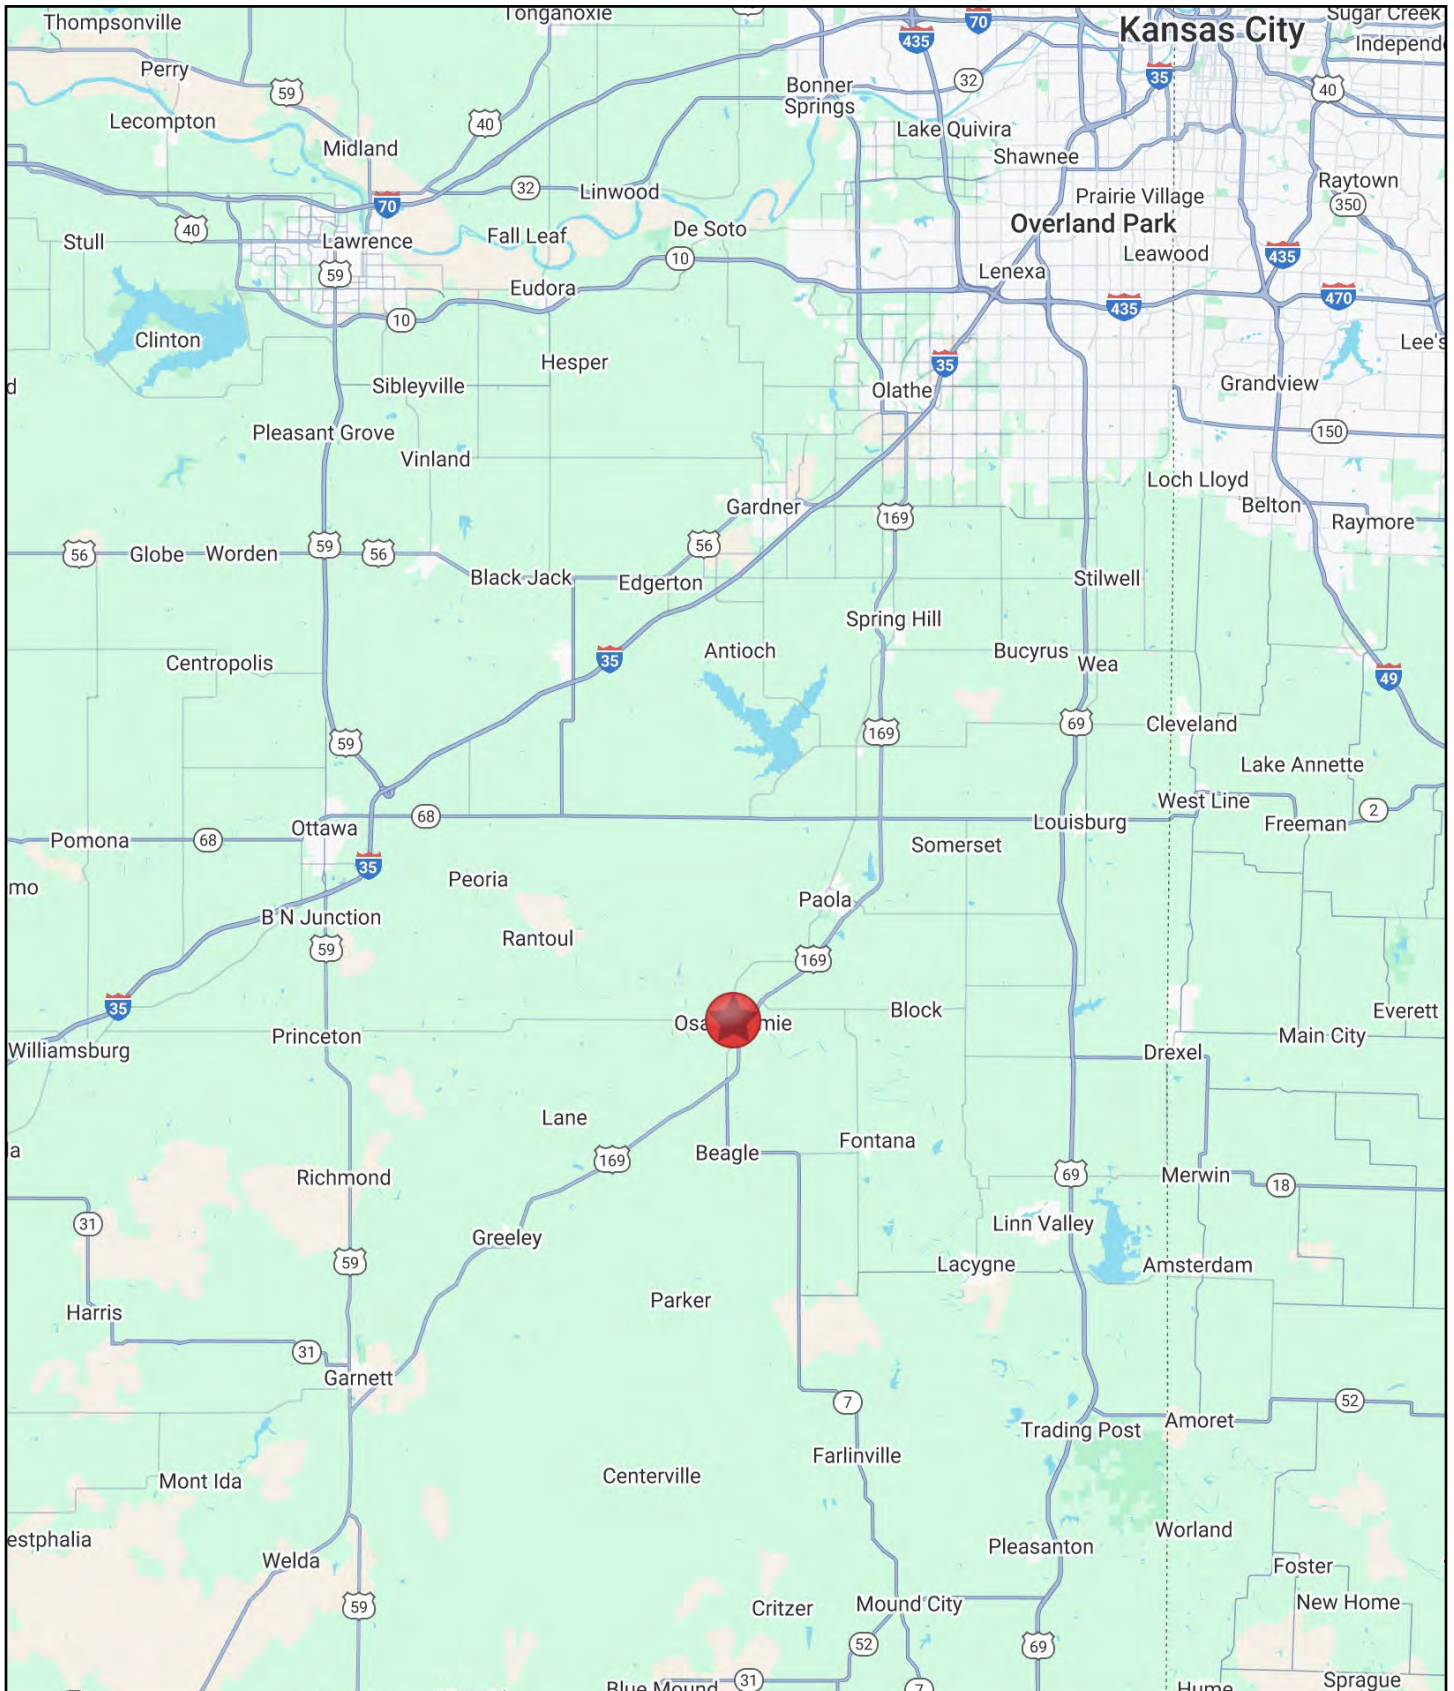 Thompsonville
Tonganoxie
70
Kansas City
Sugar Creek
435
Independ
Perry
35
59
Bonner
Springs
32
40
Lecompton
40
Lake Quivira
Midland
Shawnee
Raytown
32
Linwood
Prairie Village
350
70
40
De Soto
Overland Park
Stull
Lawrence
Fall Leaf
Leawood
435
10
59
Lenexa
Eudora
435
470
10
Clinton
Lee's
Hesper
35
d
Sibleyville
Olathe
Grandview
Pleasant Grove
150
Vinland
Loch Lloyd
Gardner
Belton
169
Raymore
56
Globe
Worden
59
56
56
Black Jack
Edgerton
Stilwell
Spring Hill
Antioch
Bucyrus
35
Centropolis
Wea
49
169
69
Cleveland
59
Lake Annette
West Line
68
2
Ottawa
Louisburg
Freeman
Pomona
68
Somerset
35
mo
Peoria
Paola
B N Junction
Rantoul
59
169
35
Block
Everett
Osa
mie
Princeton
Main City
Williamsburg
Drexel
Lane
la
Beagle
Fontana
169
Richmond
69
Merwin
18
31
Linn Valley
Greeley
59
Lacygne
Amsterdam
Parker
Harris
31
Garnett
7
52
Trading Post
Amoret
Farlinville
Mont Ida
Centerville
estphalia
Worland
Welda
Pleasanton
Foster
59
Critzer
Mound City
New Home
52
69
31
Blue Mound
7
Hume
Sprague